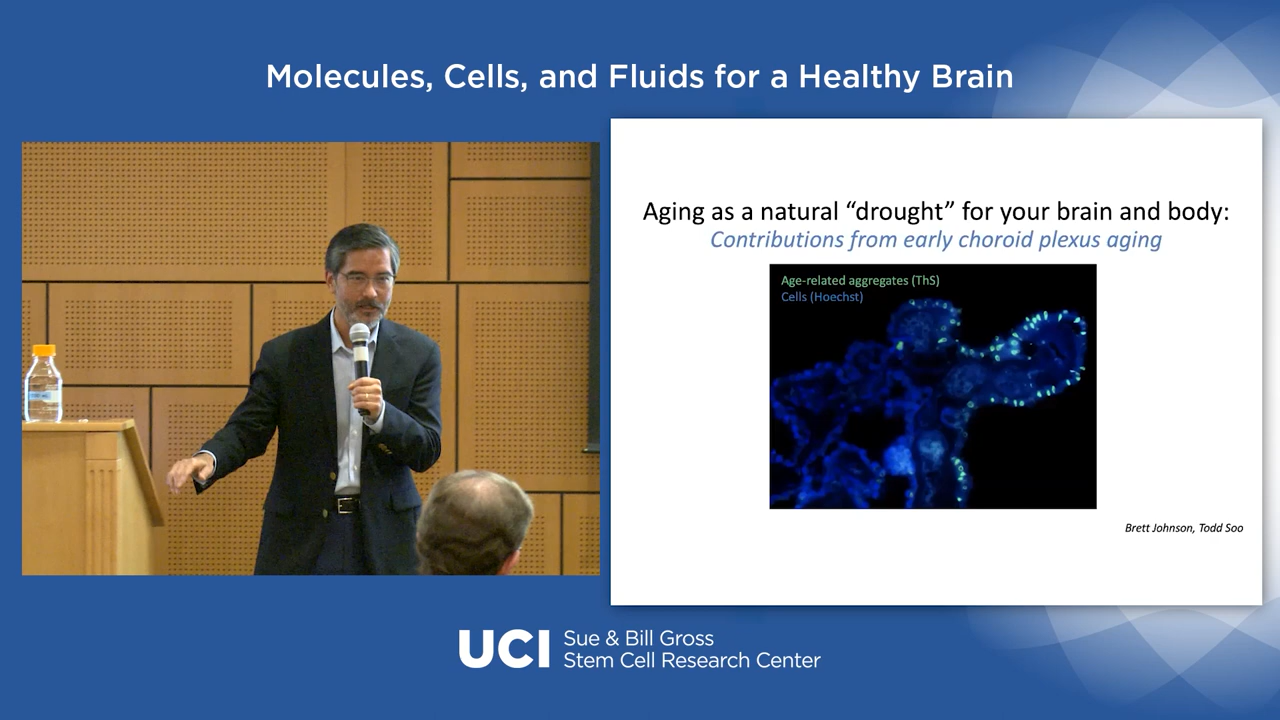 Molecules, Cells, and Fluids for a Healthy Brain
Aging as a natural “drought” for your brain and body:
Contributions from early choroid plexus aging
Age-related aggregates (ThS)
Cells (Hoechst)
Brett Johnson, Todd Soo
UCI
Sue & Bill Gross
Stem Cell Research Center